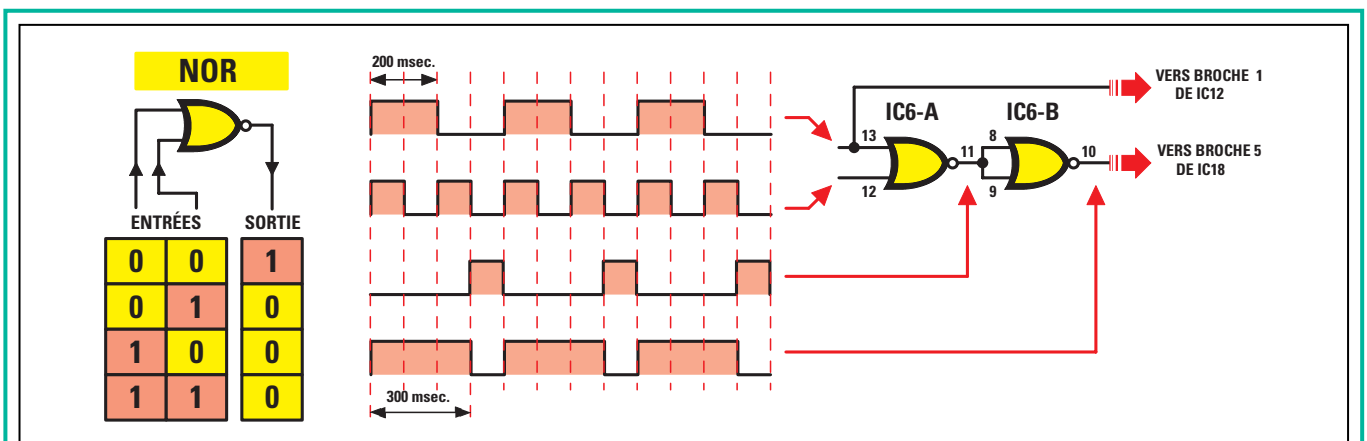 NOR
ENTRÉES SORTIE
0 0 1
0 1 0
1 0 0
1 1 0
200 msec.
300 msec.
IC6-A
IC6-B
13
12
11
8
9
10
VERS BROCHE 1
DE IC12
VERS BROCHE 5
DE IC18